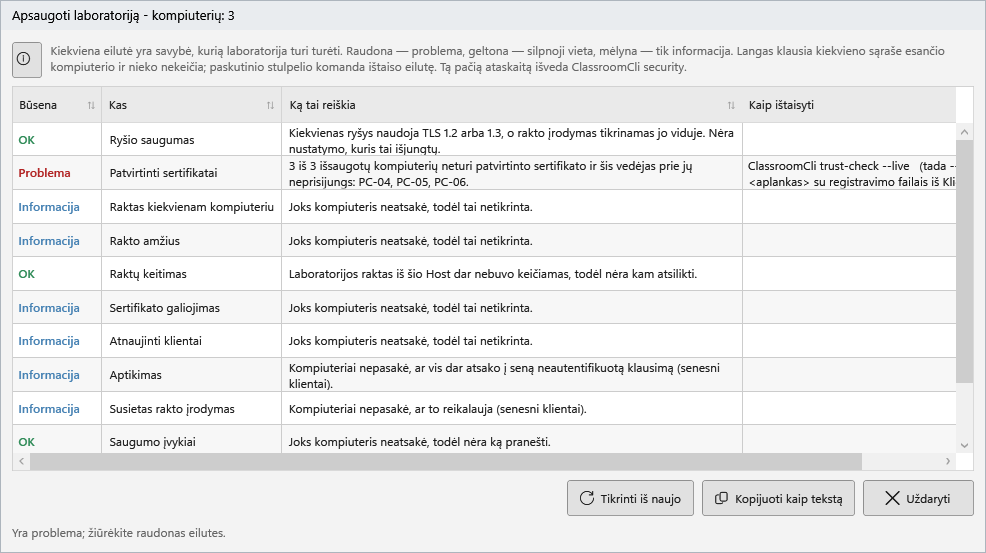 Apsaugoti laboratoriją - kompiuterių: 3
Kiekviena eilutė yra savybė, kurią laboratorija turi turėti. Raudona — problema, geltona — silpnoji vieta, mėlyna — tik informacija. Langas klausia kiekvieno sąraše esančio
kompiuterio ir nieko nekeičia; paskutinio stulpelio komanda ištaiso eilutę. Tą pačią ataskaitą išveda ClassroomCli security.
Būsena Kas Ką tai reiškia Kaip ištaisyti
OK Ryšio saugumas Kiekvienas ryšys naudoja TLS 1.2 arba 1.3, o rakto įrodymas tikrinamas jo viduje. Nėra
nustatymo, kuris tai išjungtų.
Problema Patvirtinti sertifikatai 3 iš 3 išsaugotų kompiuterių neturi patvirtinto sertifikato ir šis vedėjas prie jų ClassroomCli trust-check --live (tada --
neprisijungs: PC-04, PC-05, PC-06. <aplankas> su registravimo failais iš Kli
Informacija Raktas kiekvienam kompiuteriui Joks kompiuteris neatsakė, todėl tai netikrinta.
Informacija Rakto amžius Joks kompiuteris neatsakė, todėl tai netikrinta.
OK Raktų keitimas Laboratorijos raktas iš šio Host dar nebuvo keičiamas, todėl nėra kam atsilikti.
Informacija Sertifikato galiojimas Joks kompiuteris neatsakė, todėl tai netikrinta.
Informacija Atnaujinti klientai Joks kompiuteris neatsakė, todėl tai netikrinta.
Informacija Aptikimas Kompiuteriai nepasakė, ar vis dar atsako į seną neautentifikuotą klausimą (senesni
klientai).
Informacija Susietas rakto įrodymas Kompiuteriai nepasakė, ar to reikalauja (senesni klientai).
OK Saugumo įvykiai Joks kompiuteris neatsakė, todėl nėra ką pranešti.
Tikrinti iš naujo Kopijuoti kaip tekstą Uždaryti
Yra problema; žiūrėkite raudonas eilutes.